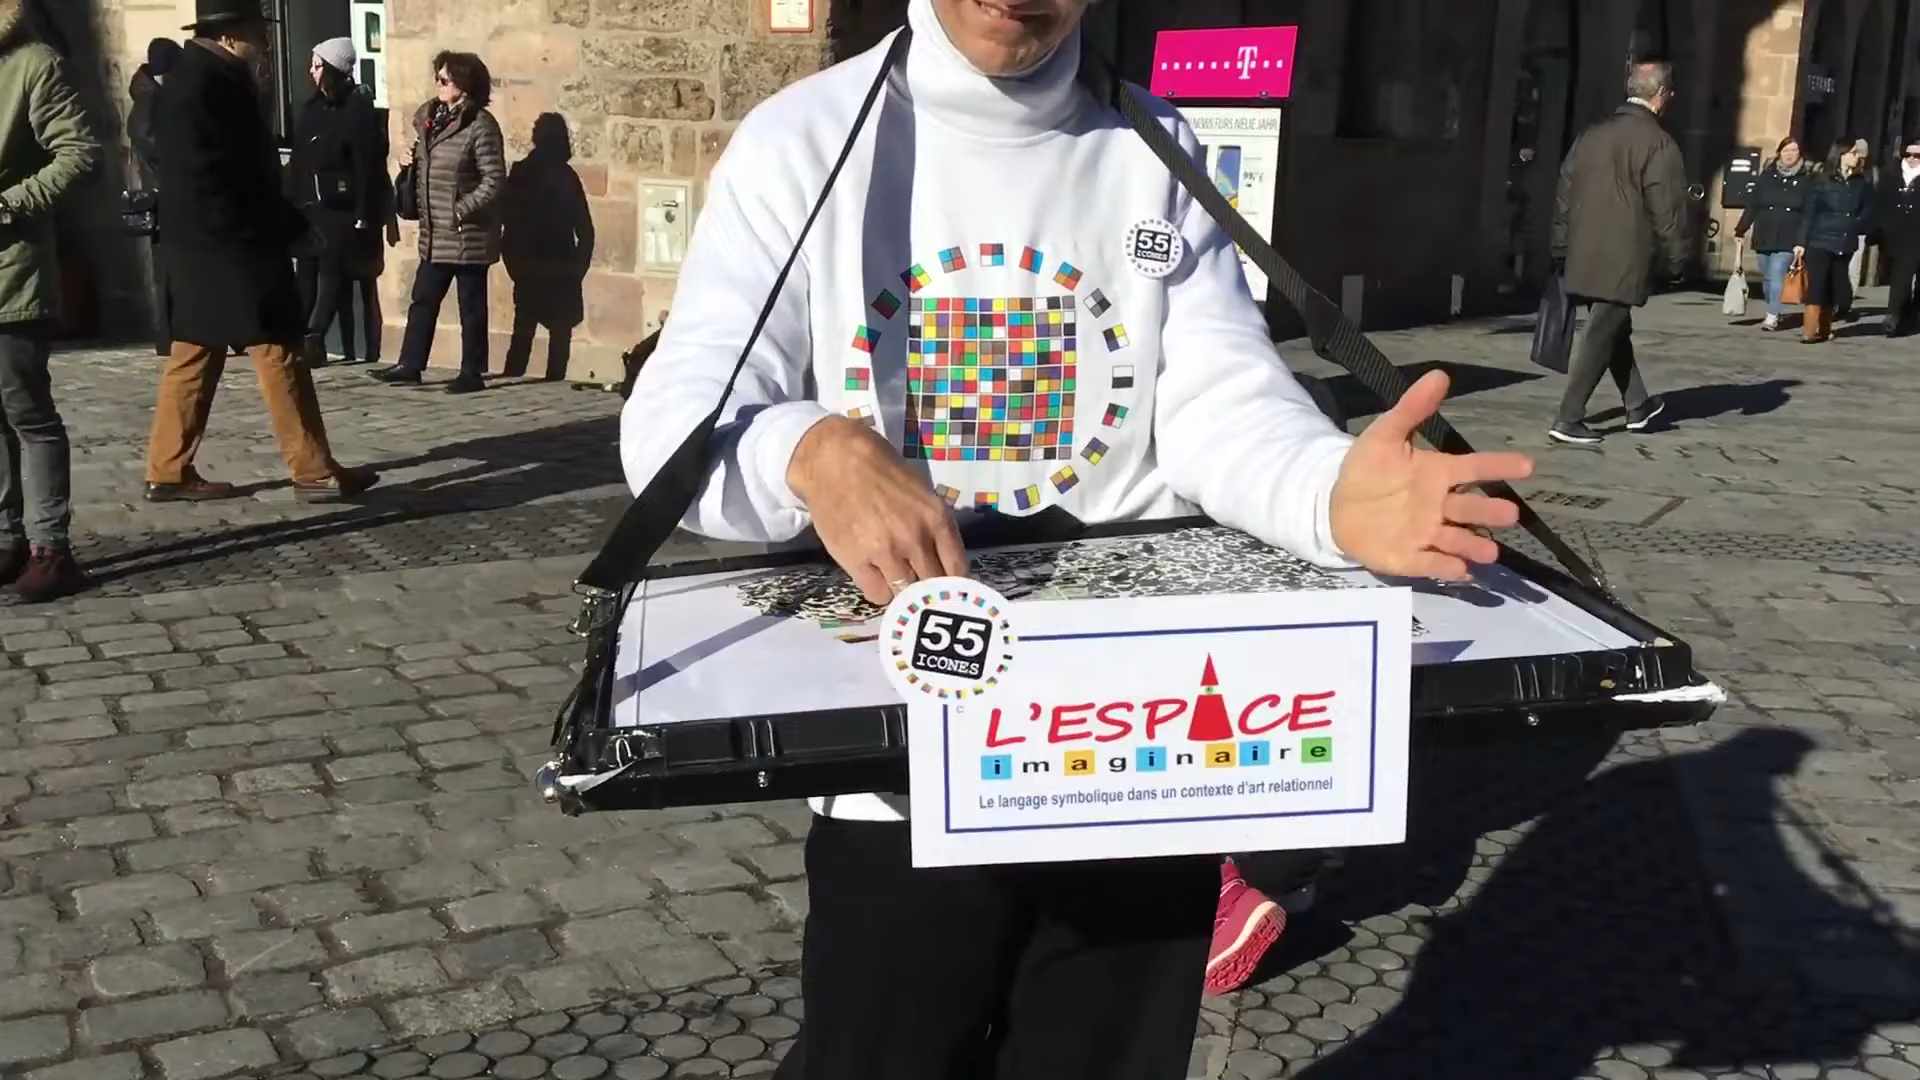 T
NEWS FÜRS NEUE JAHR
55
ICONES
55
ICONES
L'ESPACE
imaginaire
Le langage symbolique dans un contexte d'art relationnel